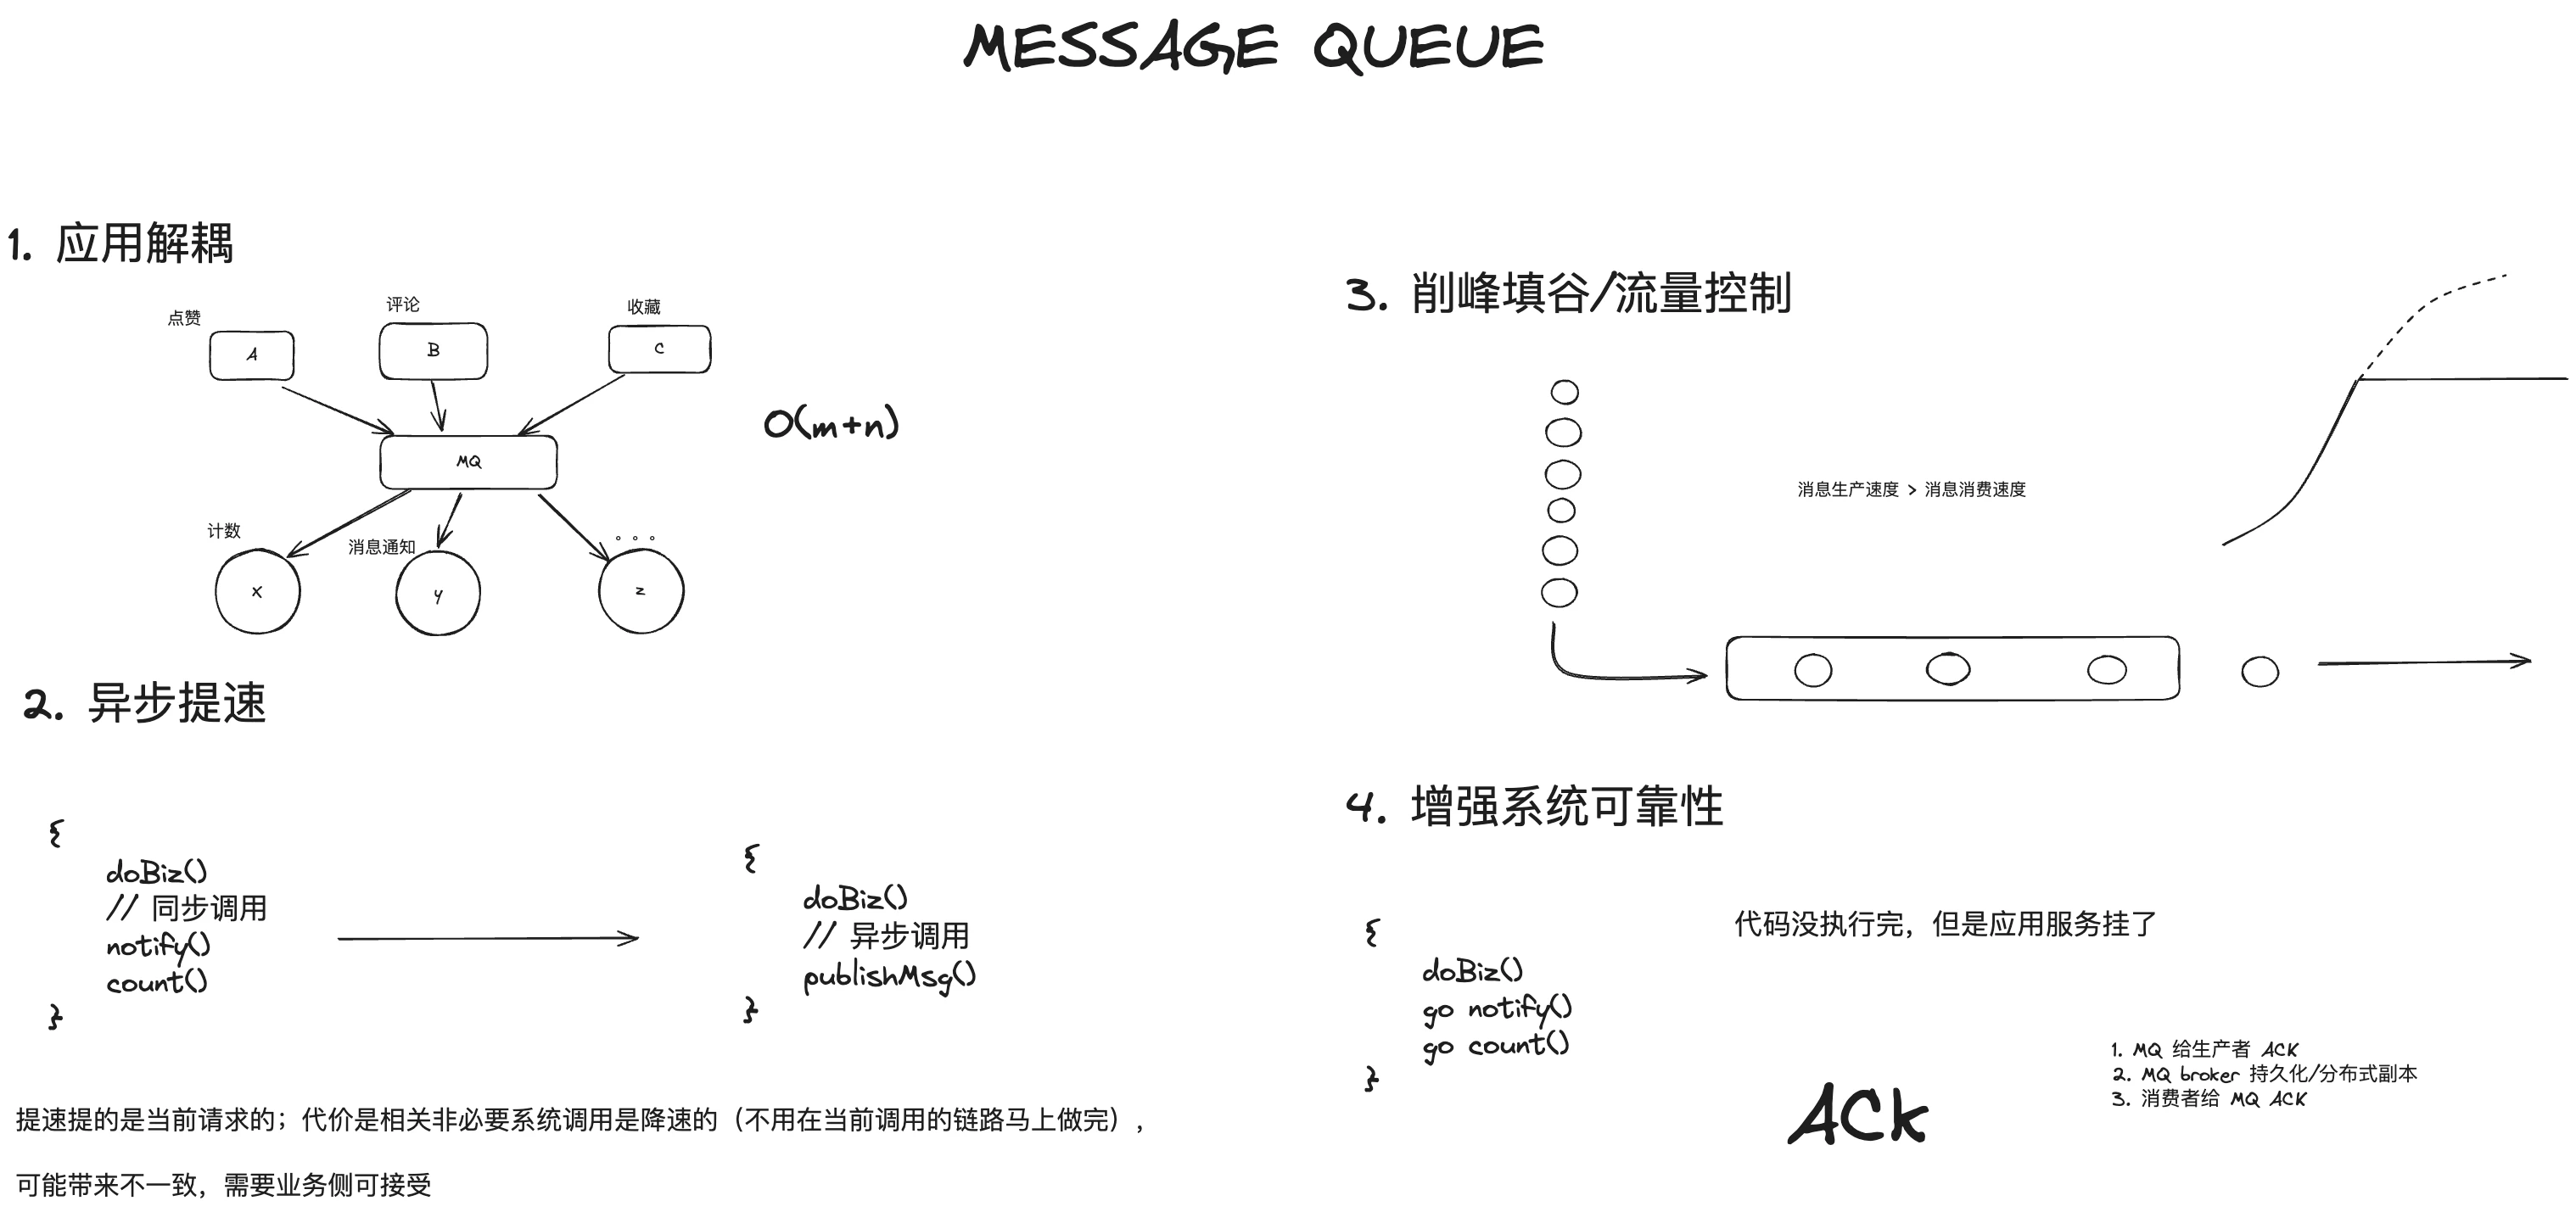 MESSAGE QUEUE
1. 应用解耦
点赞
评论
收藏
A
B
C
MQ
O(m+n)
计数
消息通知
。。。
x
y
z
2. 异步提速
{
doBiz()
// 同步调用
notify()
count()
}
{
doBiz()
// 异步调用
publishMsg()
}
提速提的是当前请求的；代价是相关非必要系统调用是降速的（不用在当前调用的链路马上做完），
可能带来不一致，需要业务侧可接受
3. 削峰填谷/流量控制
消息生产速度 > 消息消费速度
4. 增强系统可靠性
代码没执行完，但是应用服务挂了
{
doBiz()
go notify()
go count()
}
ACK
1. MQ 给生产者 ACK
2. MQ broker 持久化/分布式副本
3. 消费者给 MQ ACK